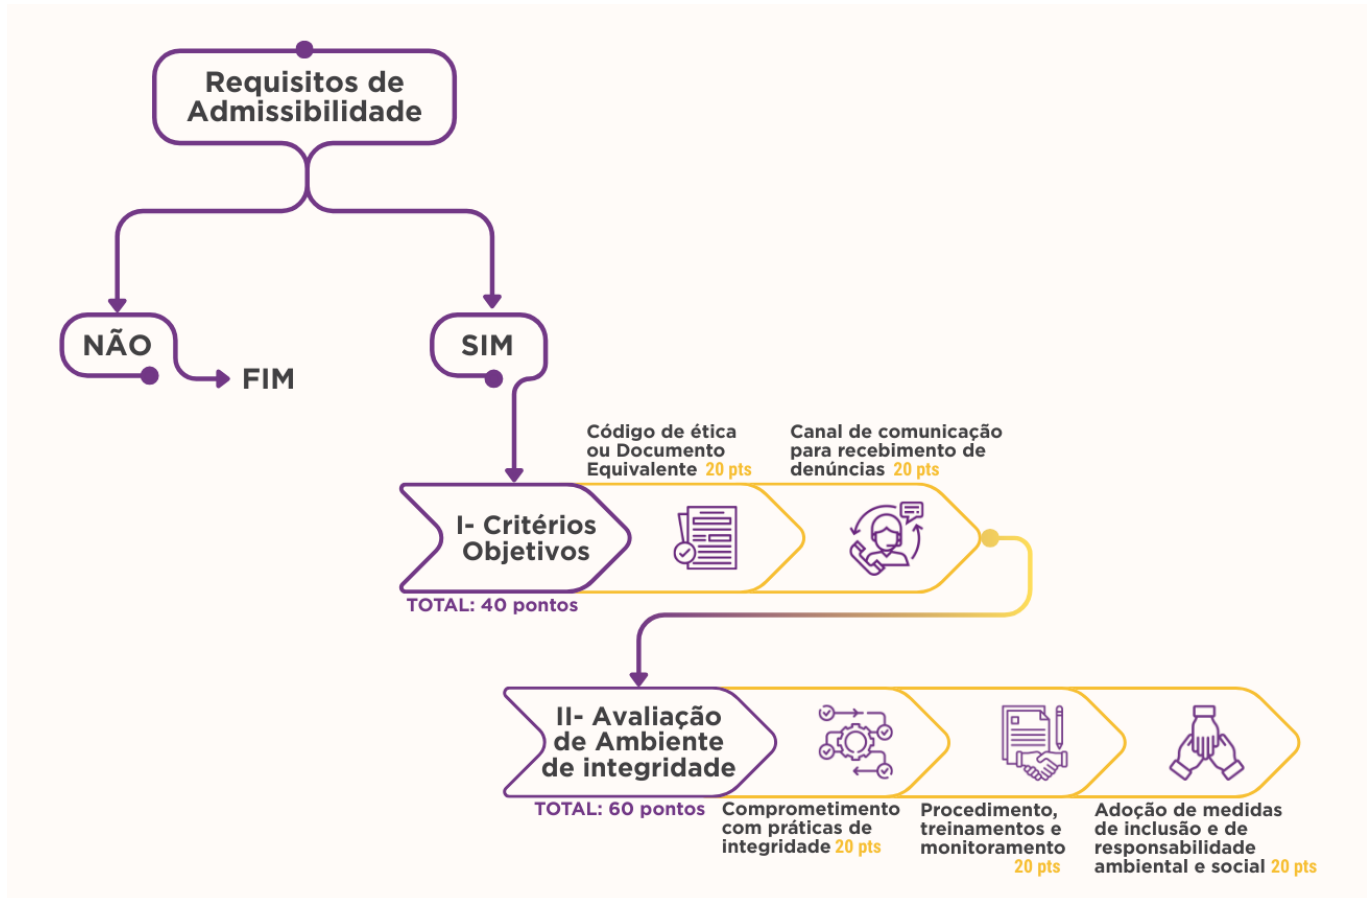 Requisitos de
Admissibilidade
NÃO
SIM
FIM
Código de ética
ou Documento
Equivalente 20 pts
Canal de comunicação
para recebimento de
denúncias 20 pts
I- Critérios
Objetivos
TOTAL: 40 pontos
II- Avaliação
de Ambiente
de integridade
TOTAL: 60 pontos
Comprometimento
com práticas de
integridade 20 pts
Procedimento,
treinamentos e
monitoramento
20 pts
Adoção de medidas
de inclusão e de
responsabilidade
ambiental e social 20 pts